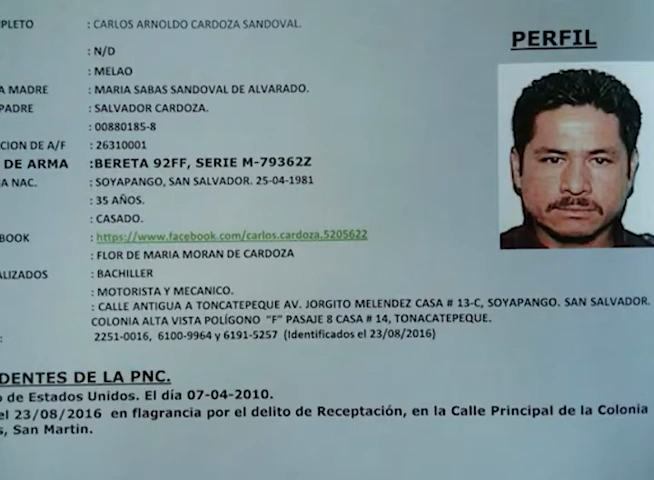 PLETO : CARLOS ARNOLDO CARDOZA SANDOVAL.
PERFIL
: N/D
: MELAO
A MADRE : MARIA SABAS SANDOVAL DE ALVARADO.
PADRE : SALVADOR CARDOZA.
: 00880185-8
CION DE A/F : 26310001
DE ARMA :BERETA 92FF, SERIE M-79362Z
A NAC. : SOYAPANGO, SAN SALVADOR. 25-04-1981
: 35 AÑOS.
: CASADO.
BOOK : https://www.facebook.com/carlos.cardoza.5205622
: FLOR DE MARIA MORAN DE CARDOZA
ALIZADOS : BACHILLER
: MOTORISTA Y MECANICO.
: CALLE ANTIGUA A TONCATEPEQUE AV. JORGITO MELENDEZ CASA # 13-C, SOYAPANGO. SAN SALVADOR.
COLONIA ALTA VISTA POLÍGONO "F" PASAJE 8 CASA # 14, TONACATEPEQUE.
: 2251-0016, 6100-9964 y 6191-5257 (Identificados el 23/08/2016)
DENTES DE LA PNC.
o de Estados Unidos. El día 07-04-2010.
el 23/08/2016 en flagrancia por el delito de Receptación, en la Calle Principal de la Colonia
s, San Martin.